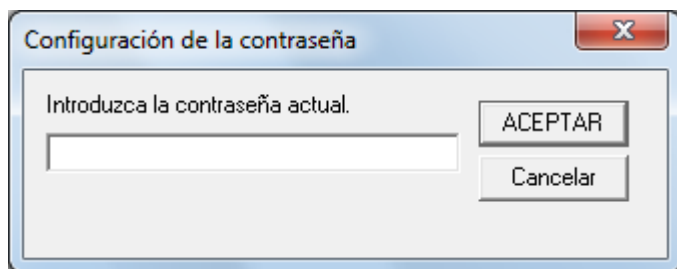 Configuración de la contraseña
Introduzca la contraseña actual.
ACEPTAR
Cancelar